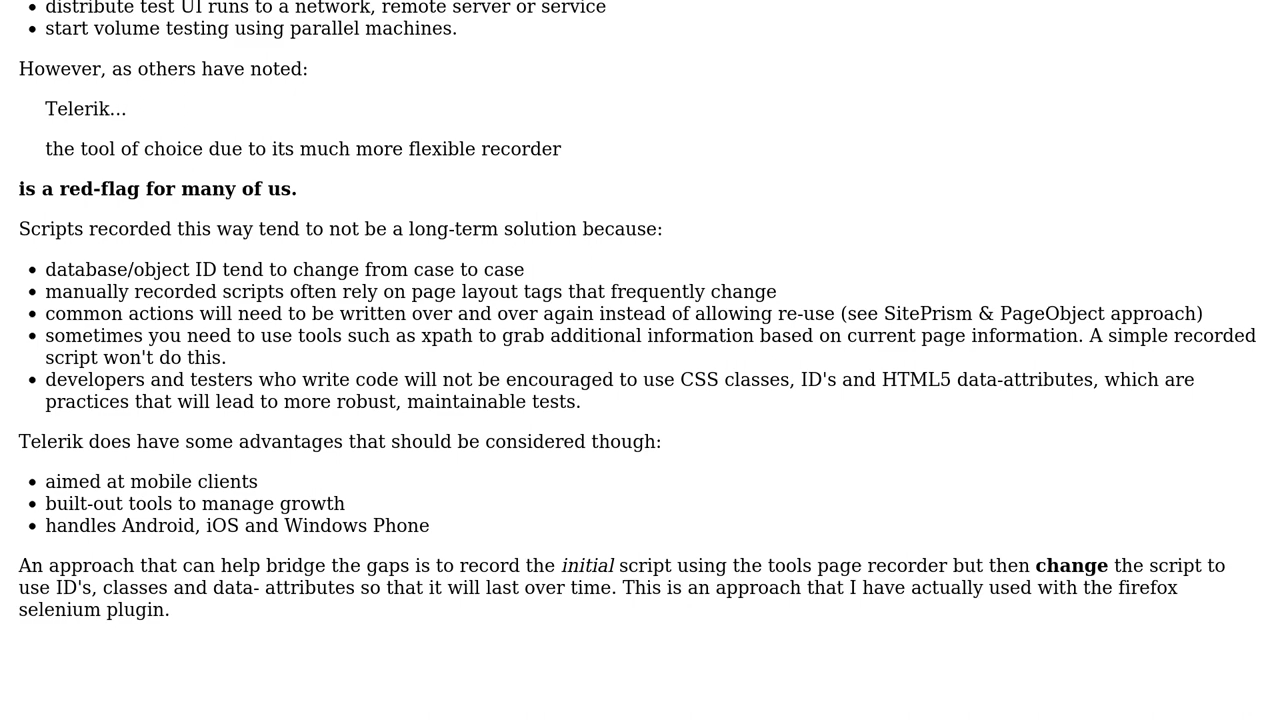 distribute test UI runs to a network, remote server or service
start volume testing using parallel machines.
However, as others have noted:
Telerik...
the tool of choice due to its much more flexible recorder
is a red-flag for many of us.
Scripts recorded this way tend to not be a long-term solution because:
database/object ID tend to change from case to case
manually recorded scripts often rely on page layout tags that frequently change
common actions will need to be written over and over again instead of allowing re-use (see SitePrism & PageObject approach)
sometimes you need to use tools such as xpath to grab additional information based on current page information. A simple recorded
script won't do this.
developers and testers who write code will not be encouraged to use CSS classes, ID's and HTML5 data-attributes, which are
practices that will lead to more robust, maintainable tests.
Telerik does have some advantages that should be considered though:
aimed at mobile clients
built-out tools to manage growth
handles Android, iOS and Windows Phone
An approach that can help bridge the gaps is to record the initial script using the tools page recorder but then change the script to
use ID's, classes and data- attributes so that it will last over time. This is an approach that I have actually used with the firefox
selenium plugin.